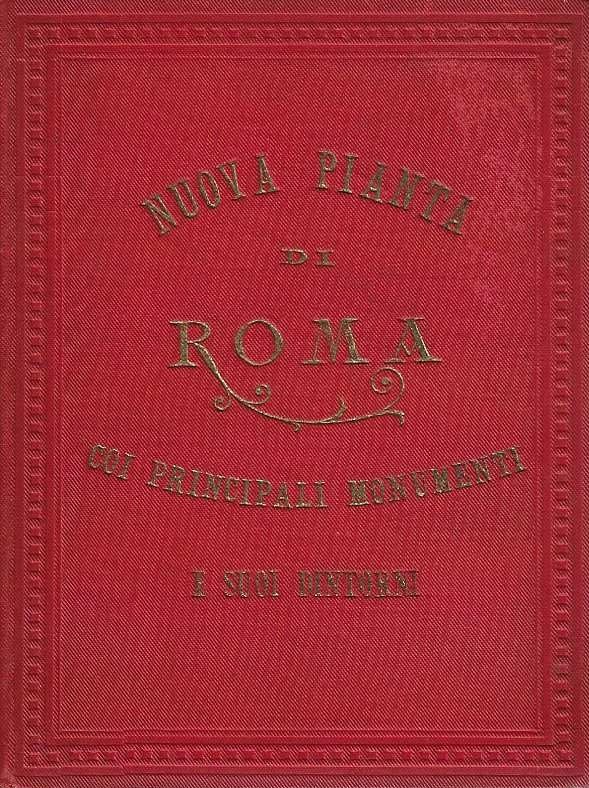 NUOVA PIANTA
DI
ROMA
COI PRINCIPALI MONUMENTI
E SUOI DINTORNI